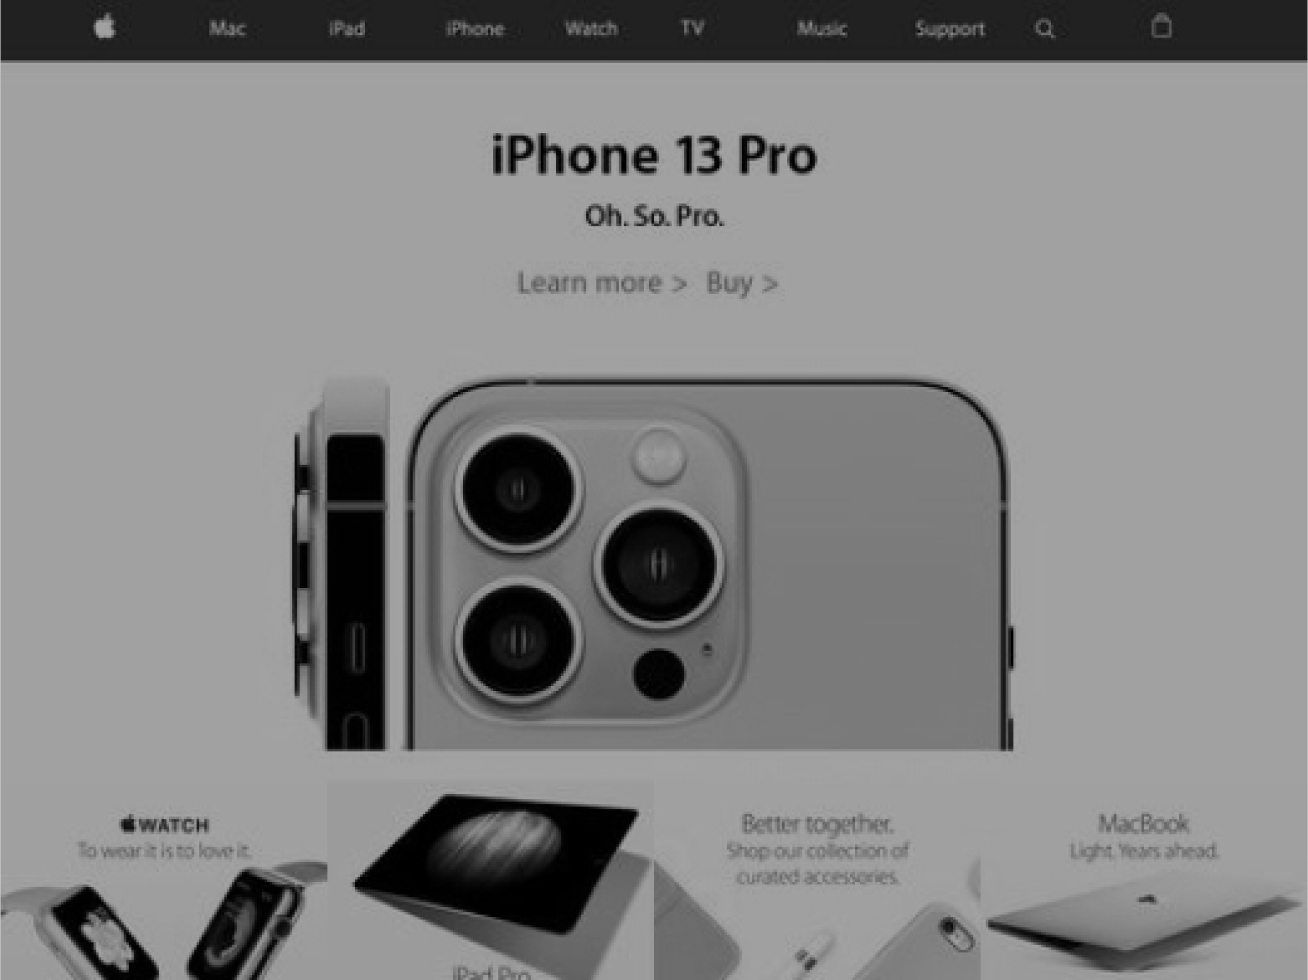 Mac iPad iPhone Watch TV Music Support
iPhone 13 Pro
Oh. So. Pro.
Learn more > Buy >
WATCH
To wear it is to love it.
iPad Pro
Better together.
Shop our collection of
curated accessories.
MacBook
Light. Years ahead.